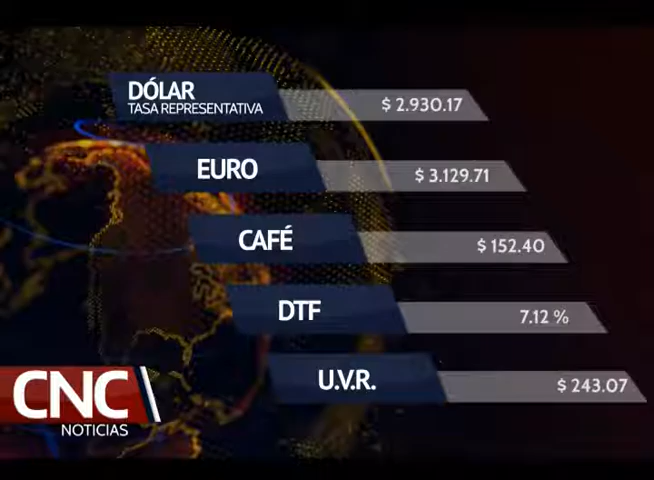 DÓLAR
TASA REPRESENTATIVA
$ 2.930.17
EURO
$ 3.129.71
CAFÉ
$ 152.40
DTF
7.12 %
U.V.R.
$ 243.07
CNC
NOTICIAS